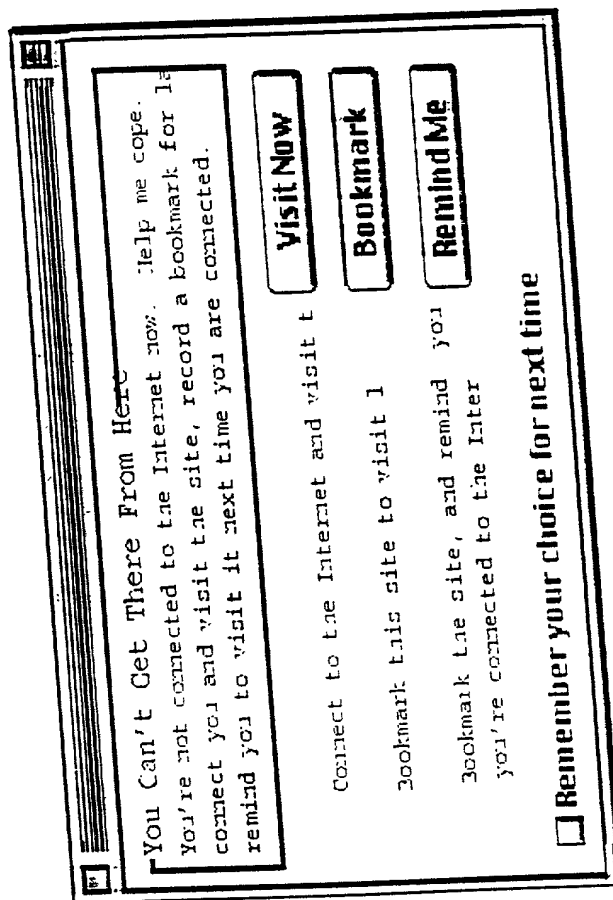 You Can't Get There From Here
You're not connected to the Internet now. Help me cope.
connect you and visit the site, record a bookmark for la
remind you to visit it next time you are connected.
Connect to the Internet and visit t
Visit Now
Bookmark this site to visit l
Bookmark
Bookmark the site, and remind you
you're connected to the Inter
Remind Me
Remember your choice for next time